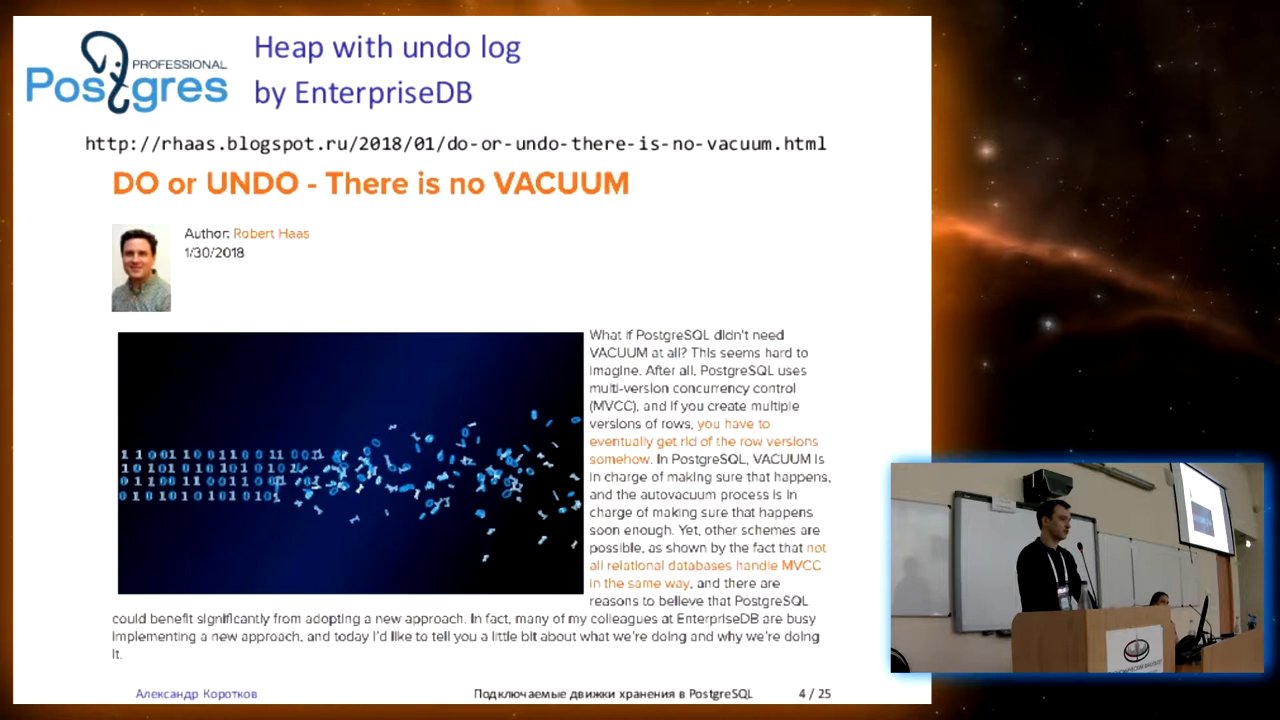 PROFESSIONAL
Postgres
Heap with undo log
by EnterpriseDB
http://rhaas.blogspot.ru/2018/01/do-or-undo-there-is-no-vacuum.html
DO or UNDO - There is no VACUUM
Author: Robert Haas
1/30/2018
What if PostgreSQL didn't need
VACUUM at all? This seems hard to
imagine. After all, PostgreSQL uses
multi-version concurrency control
(MVCC), and if you create multiple
versions of rows, you have to
eventually get rid of the row versions
somehow. In PostgreSQL, VACUUM is
in charge of making sure that happens,
and the autovacuum process is in
charge of making sure that happens
soon enough. Yet, other schemes are
possible, as shown by the fact that not
all relational databases handle MVCC
in the same way, and there are
reasons to believe that PostgreSQL
could benefit significantly from adopting a new approach. In fact, many of my colleagues at EnterpriseDB are busy
implementing a new approach, and today I'd like to tell you a little bit about what we're doing and why we're doing
it.
Александр Коротков
Подключаемые движки хранения в PostgreSQL
4 / 25